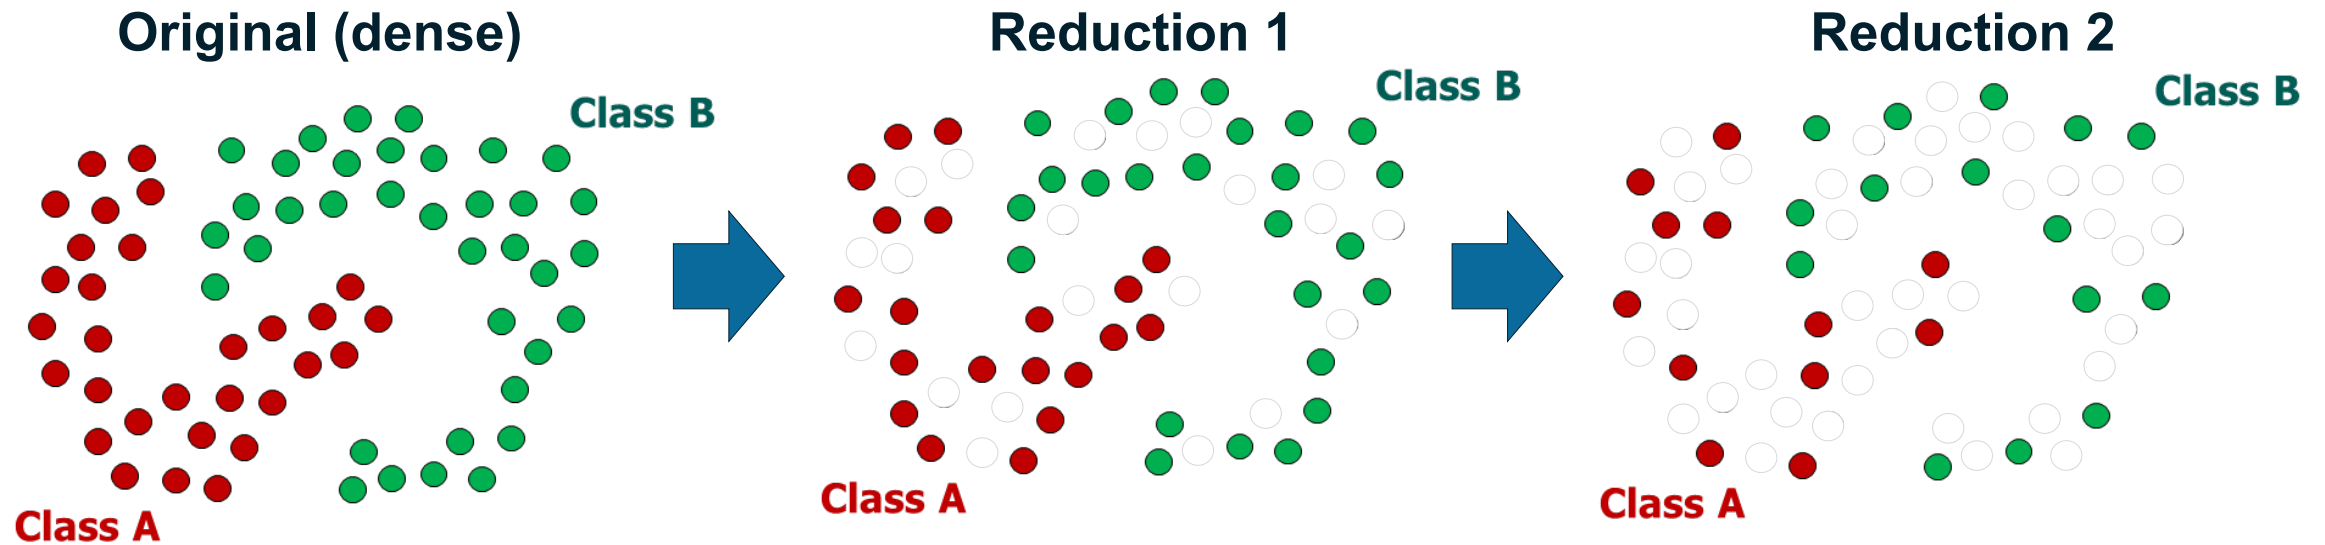 Original (dense)
Reduction 1
Reduction 2
Class B
Class B
Class B
Class A
Class A
Class A